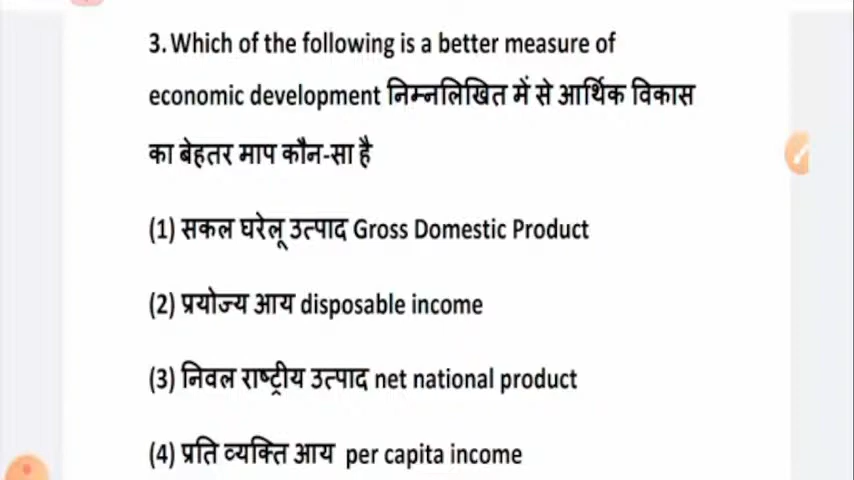 3. Which of the following is a better measure of
economic development निम्नलिखित में से आर्थिक विकास
का बेहतर माप कौन-सा है
(1) सकल घरेलू उत्पाद Gross Domestic Product
(2) प्रयोज्य आय disposable income
(3) निवल राष्ट्रीय उत्पाद net national product
(4) प्रति व्यक्ति आय per capita income